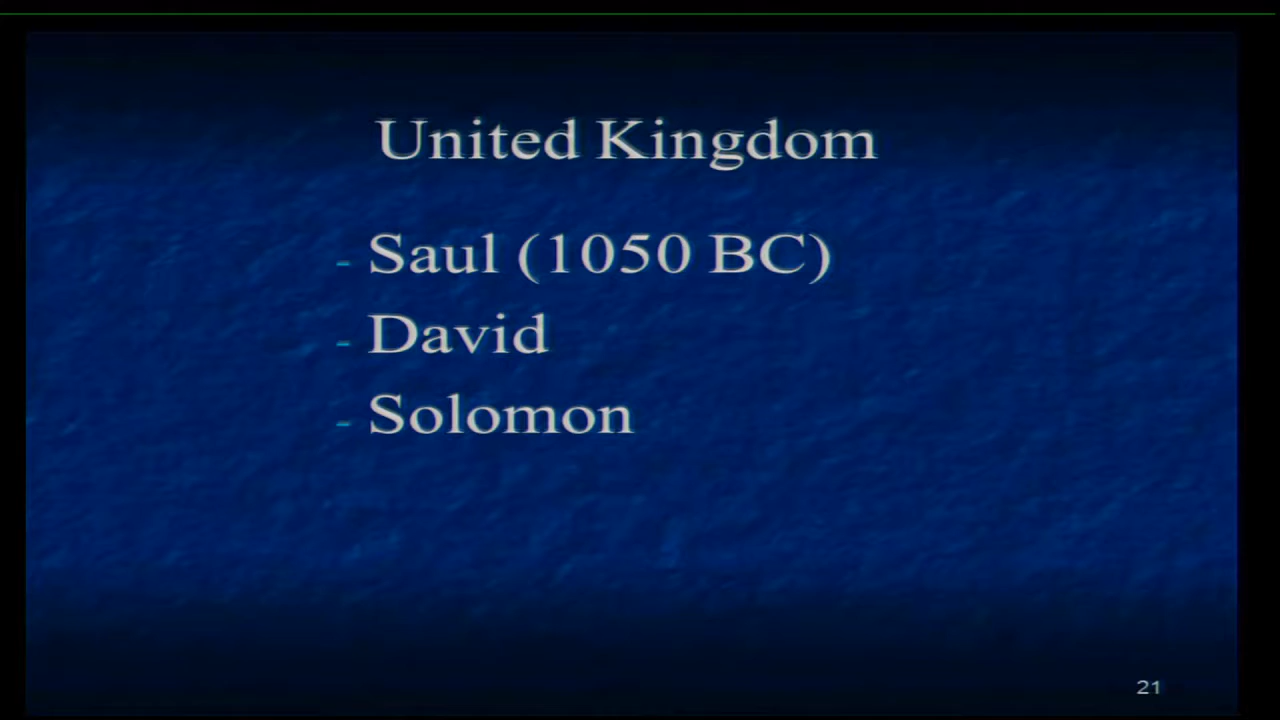 United Kingdom
- Saul (1050 BC)
- David
- Solomon
21